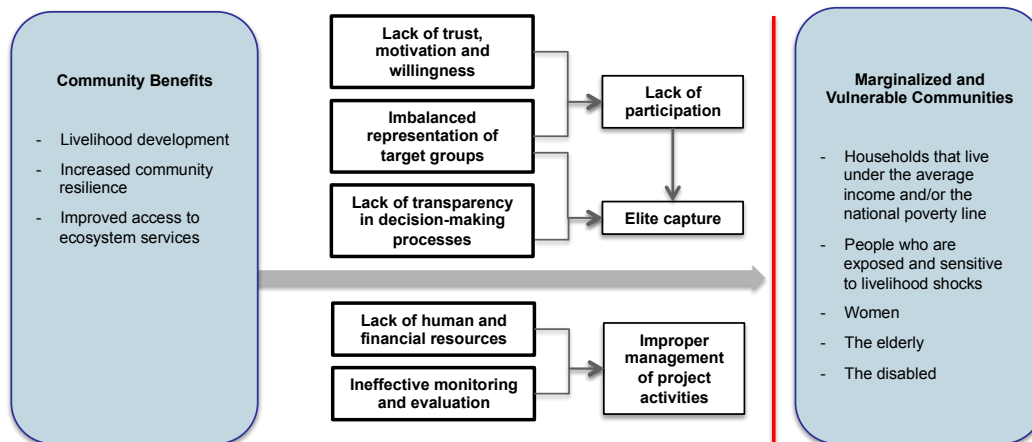 Community Benefits
- Livelihood development
- Increased community
resilience
- Improved access to
ecosystem services
Lack of trust,
motivation and
willingness
Imbalanced
representation of
target groups
Lack of transparency
in decision-making
processes
Lack of
participation
Elite capture
Lack of human and
financial resources
Ineffective monitoring
and evaluation
Improper
management
of project
activities
Marginalized and
Vulnerable Communities
- Households that live
under the average
income and/or the
national poverty line
- People who are
exposed and sensitive
to livelihood shocks
- Women
- The elderly
- The disabled